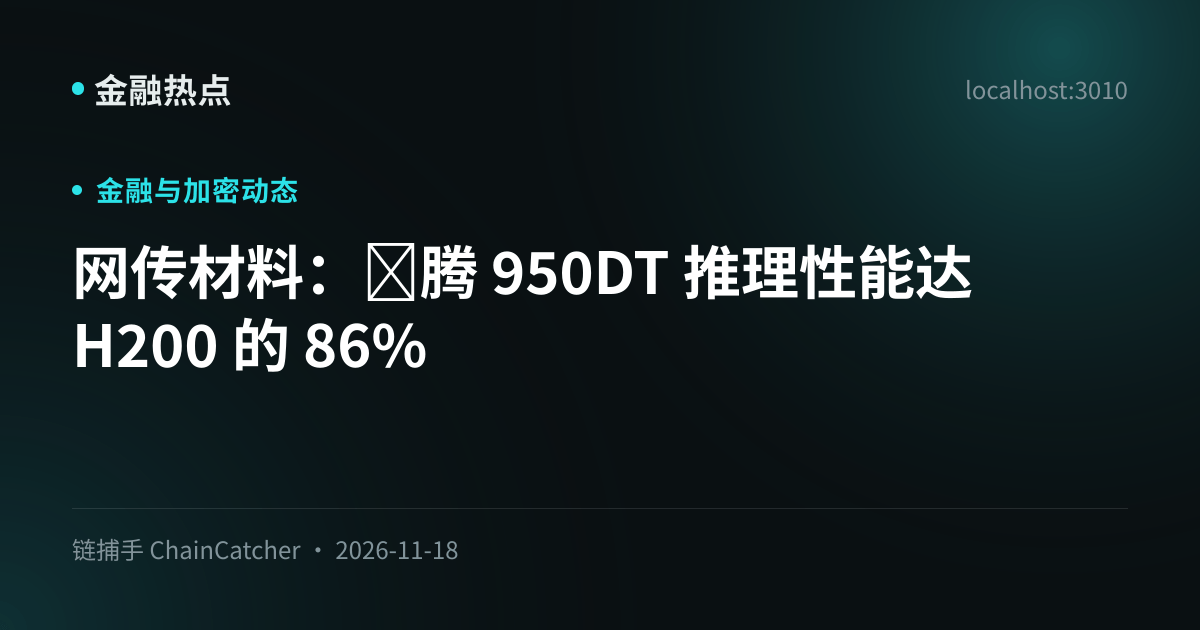 金融热点
localhost:3010
金融与加密动态
网传材料：腾 950DT 推理性能达
H200 的 86%
链捕手 ChainCatcher · 2026-11-18